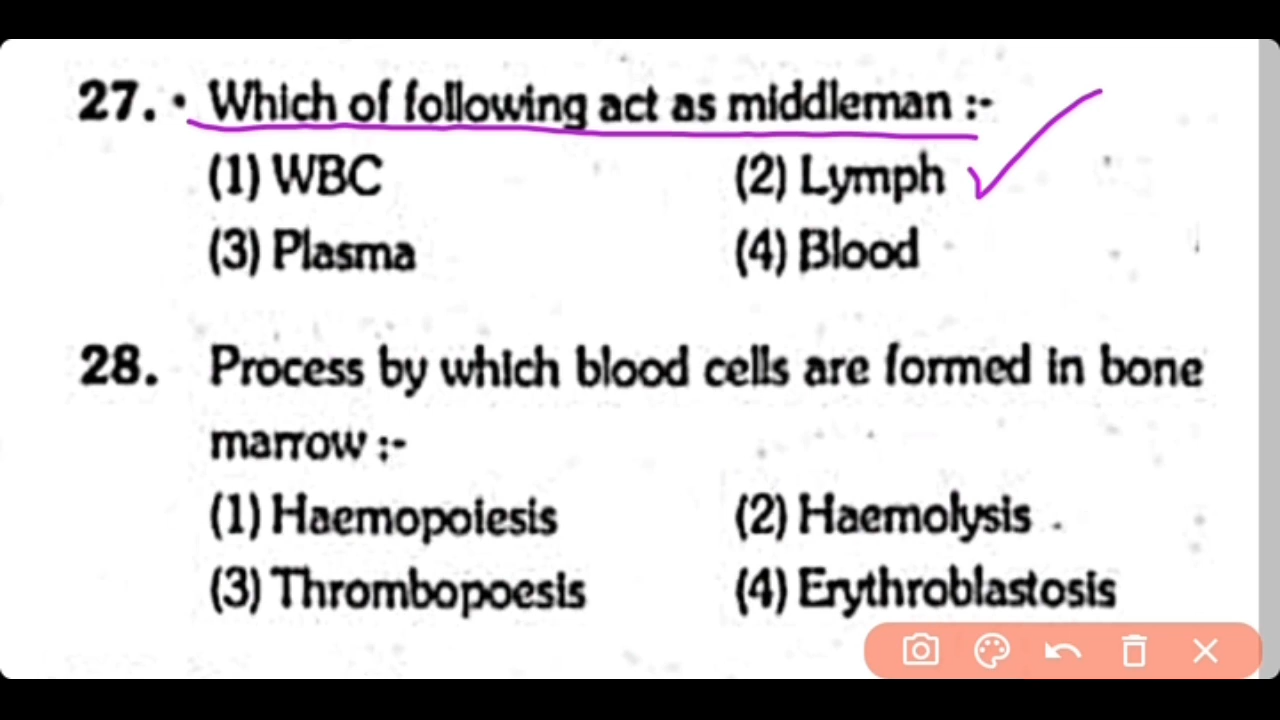 27. • Which of following act as middleman :-
(1) WBC (2) Lymph
(3) Plasma (4) Blood
28. Process by which blood cells are formed in bone
marrow :-
(1) Haemopoiesis (2) Haemolysis
(3) Thrombopoesis (4) Erythroblastosis